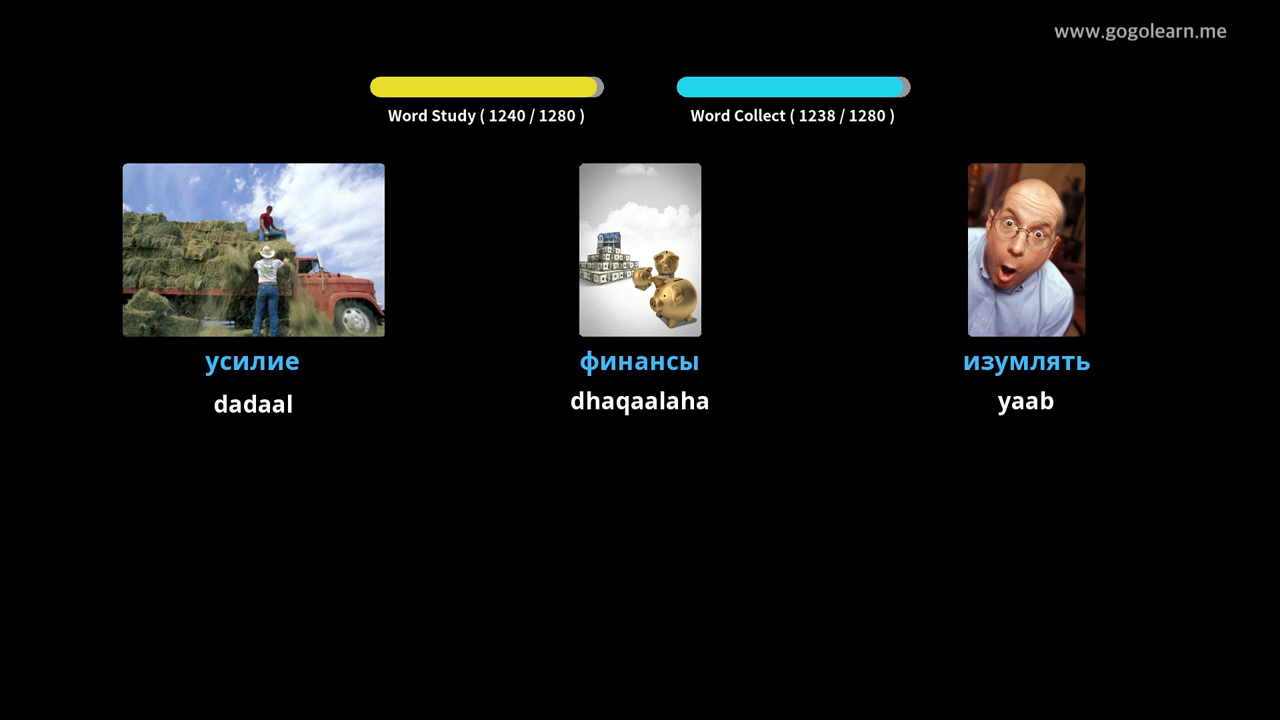 www.gogolearn.me
Word Study ( 1240 / 1280 )
Word Collect ( 1238 / 1280 )
усилие
финансы
изумлять
dadaal
dhaqaalaha
yaab